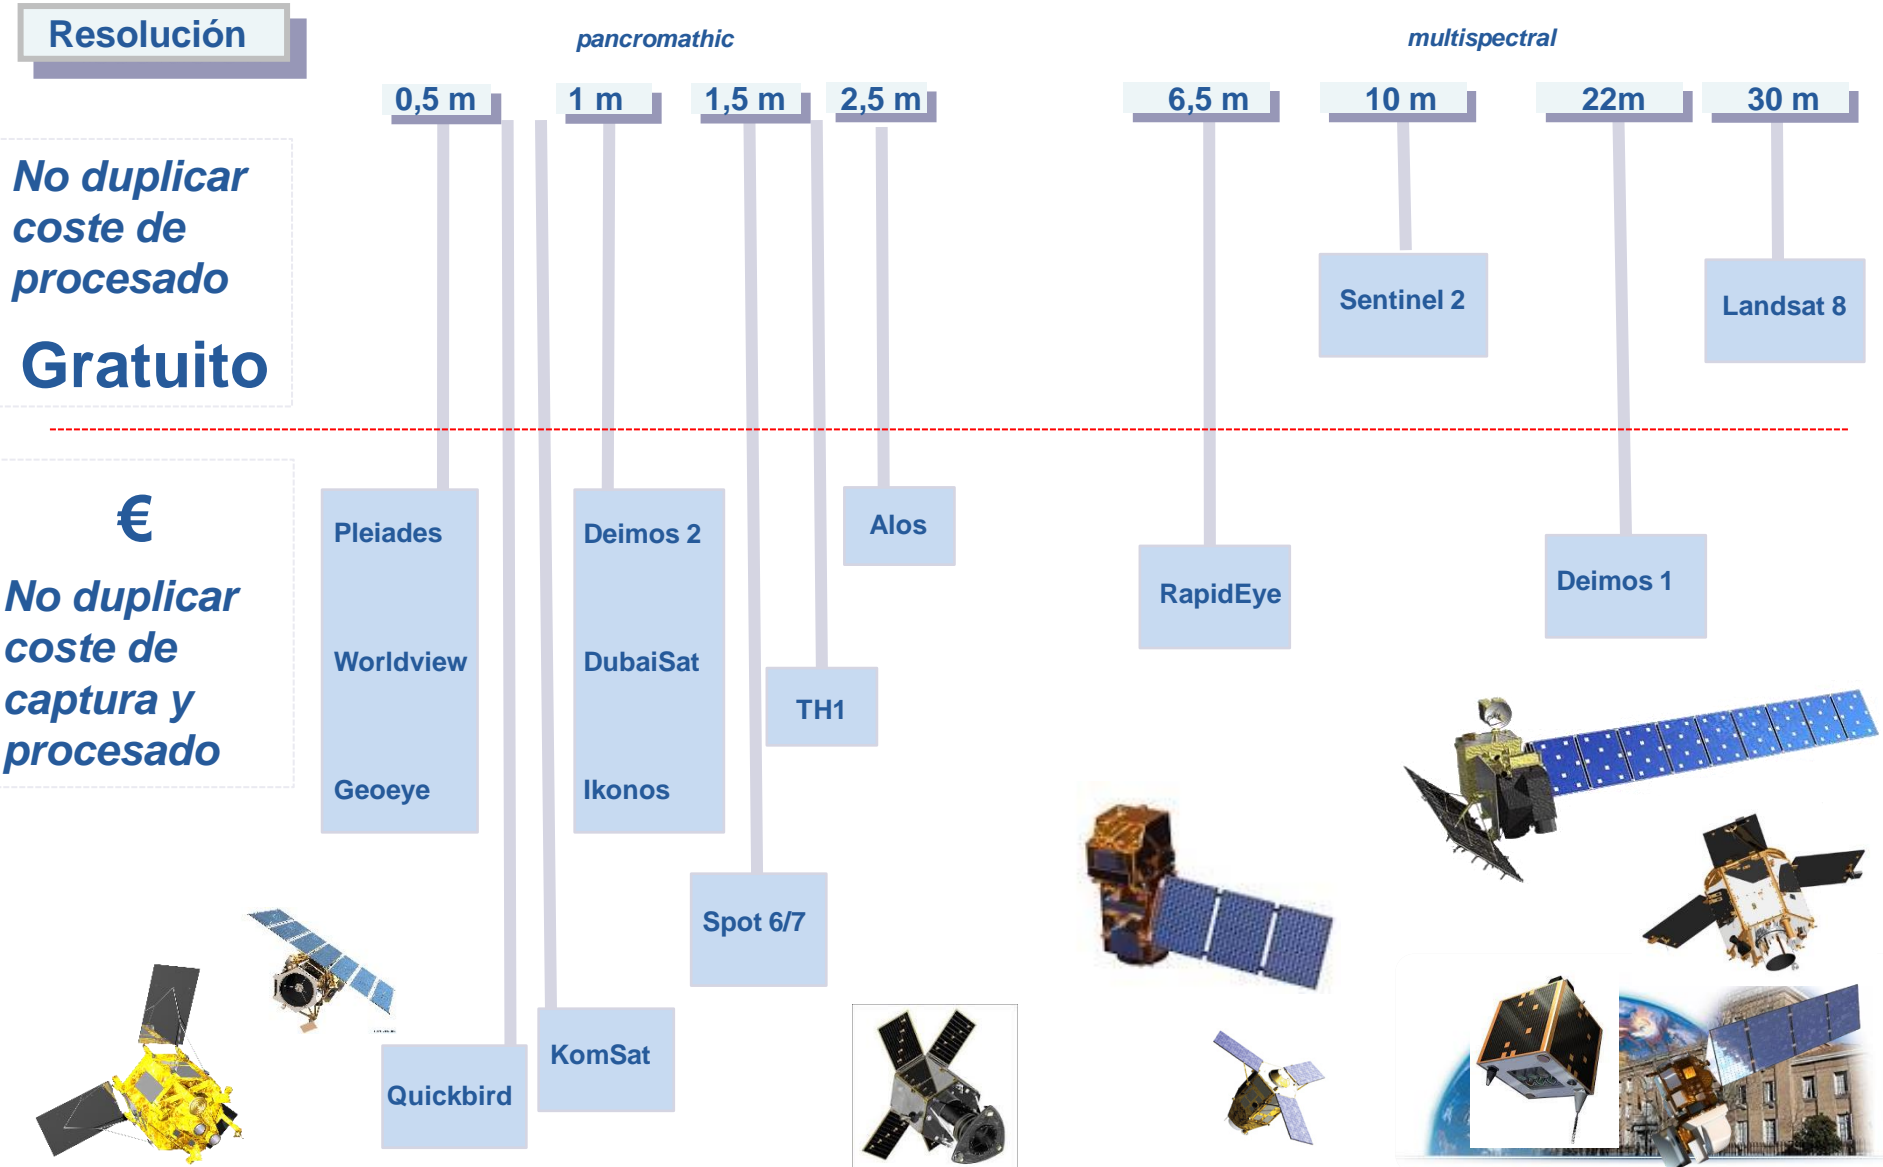 Resolución
pancromathic
multispectral
0,5 m
1 m
1,5 m
2,5 m
6,5 m
10 m
22m
30 m
No duplicar
coste de
procesado
Gratuito
Sentinel 2
Landsat 8
€
No duplicar
coste de
captura y
procesado
Pleiades
Worldview
Geoeye
Deimos 2
DubaiSat
Ikonos
Alos
TH1
RapidEye
Deimos 1
Spot 6/7
KomSat
Quickbird